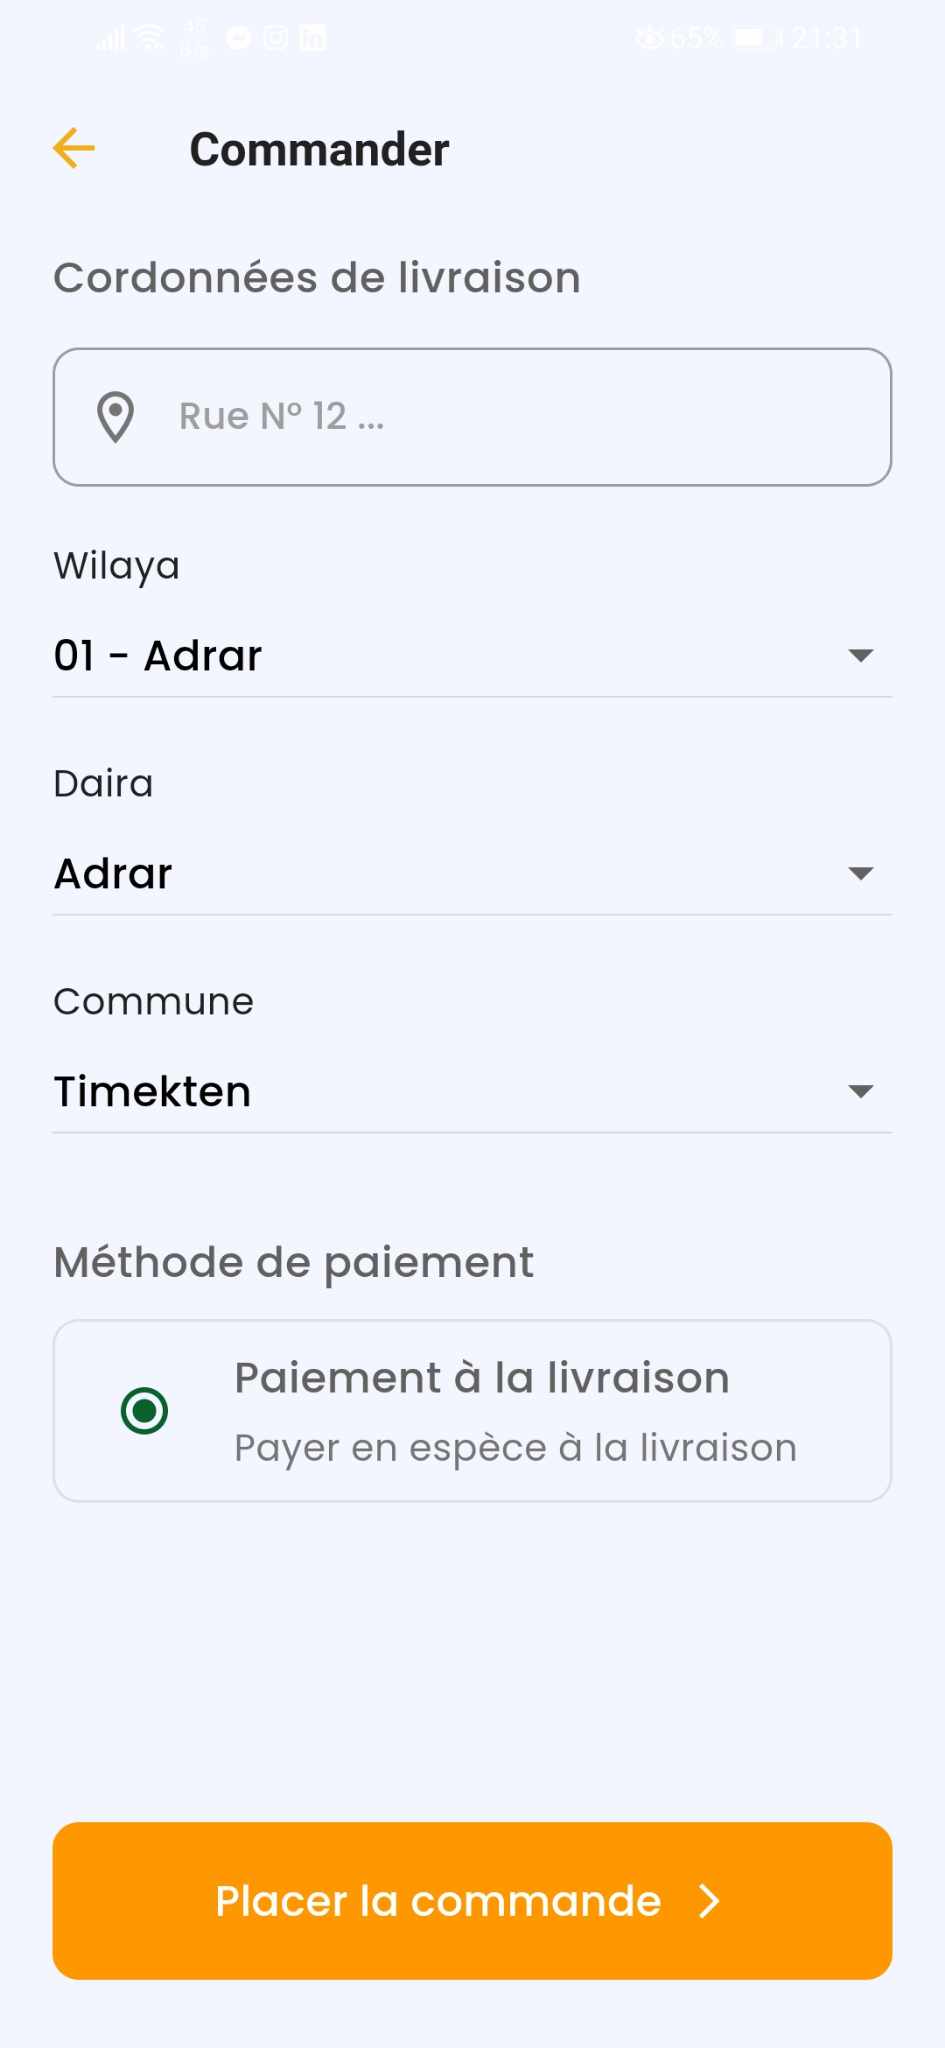 65% 21:31
Commander
Cordonnées de livraison
Rue N° 12 ...
Wilaya
01 - Adrar
Daira
Adrar
Commune
Timekten
Méthode de paiement
Paiement à la livraison
Payer en espèce à la livraison
Placer la commande